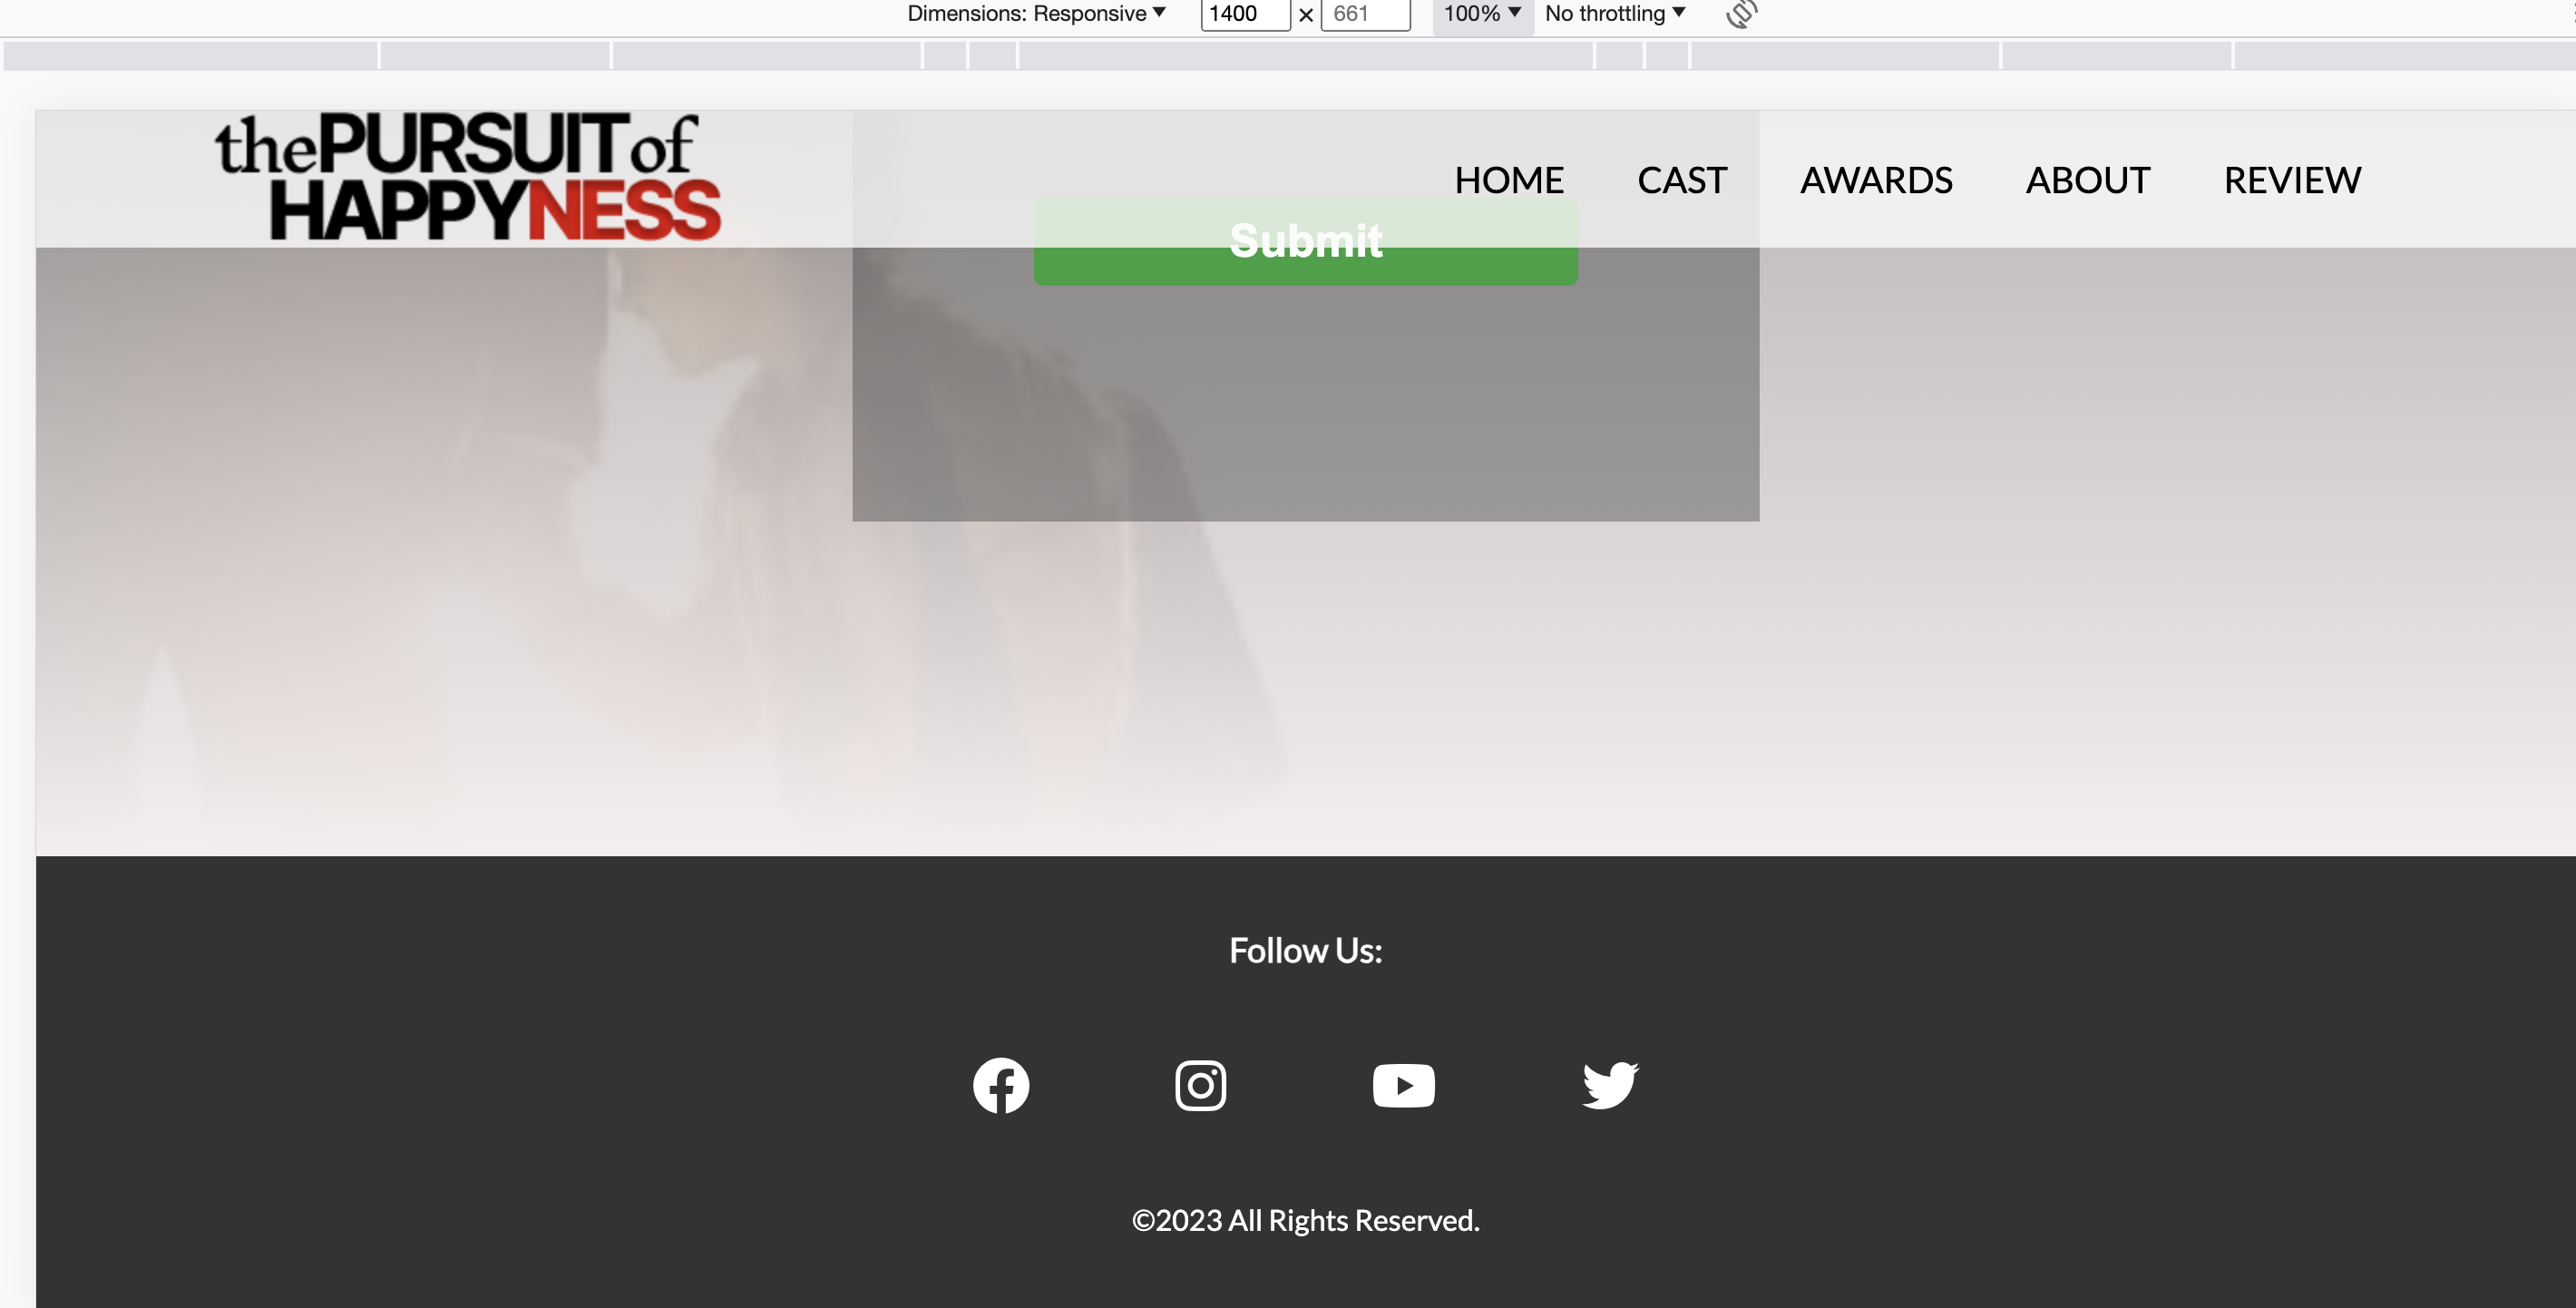 Dimensions: Responsive ▼ 1400 × 661 100% ▼ No throttling ▼
thePURSUITof
HAPPYNESS
HOME CAST AWARDS ABOUT REVIEW
Submit
Follow Us:
©2023 All Rights Reserved.